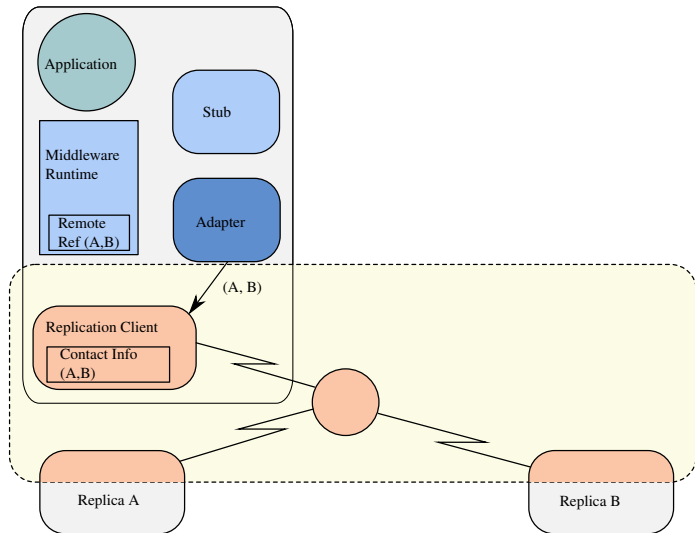 Application
Stub
Middleware
Runtime
Remote
Ref (A,B)
Adapter
(A, B)
Replication Client
Contact Info
(A,B)
Replica A
Replica B